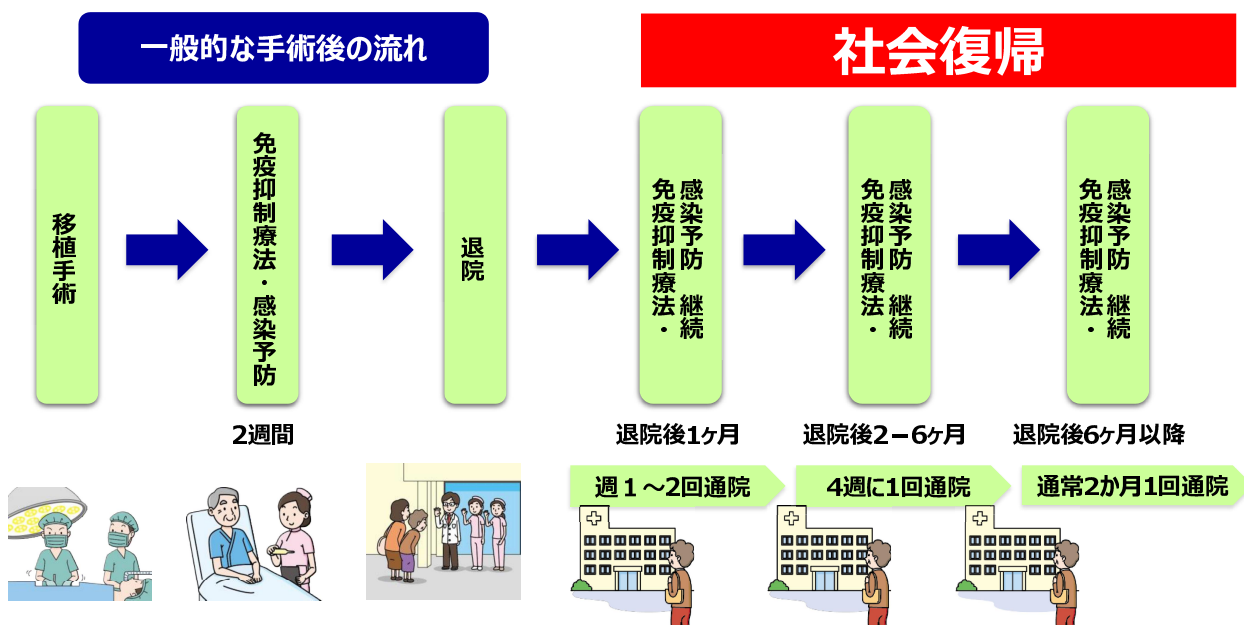 一般的な手術後の流れ
社会復帰
移植手術
免疫抑制療法・感染予防
退院
免疫抑制療法・
感染予防　継続
免疫抑制療法・
感染予防　継続
免疫抑制療法・
感染予防　継続
2週間
退院後1ヶ月
退院後2－6ヶ月
退院後6ヶ月以降
週１～2回通院
4週に1回通院
通常2か月1回通院